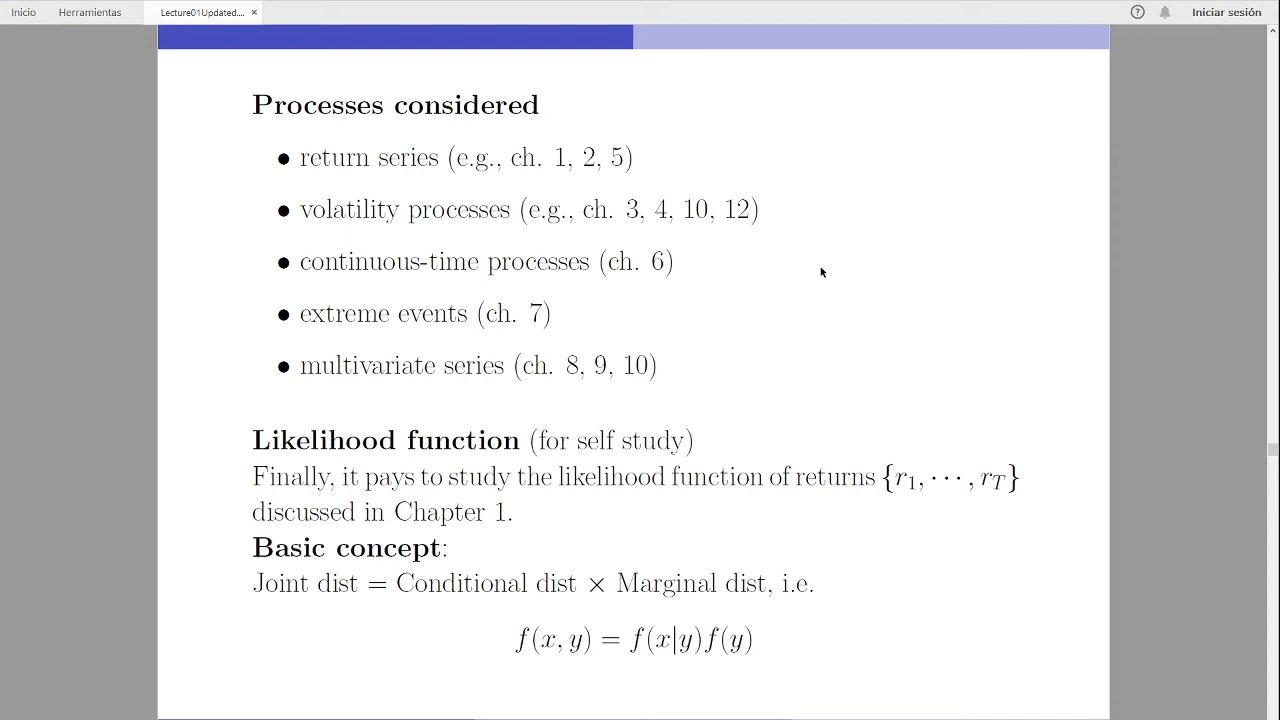 Inicio Herramientas Lecture01Updated.... × ? Iniciar sesión
Processes considered
• return series (e.g., ch. 1, 2, 5)
• volatility processes (e.g., ch. 3, 4, 10, 12)
• continuous-time processes (ch. 6)
• extreme events (ch. 7)
• multivariate series (ch. 8, 9, 10)
Likelihood function (for self study)
Finally, it pays to study the likelihood function of returns {r₁, ⋯, r_T}
discussed in Chapter 1.
Basic concept:
Joint dist = Conditional dist × Marginal dist, i.e.
f(x, y) = f(x|y)f(y)